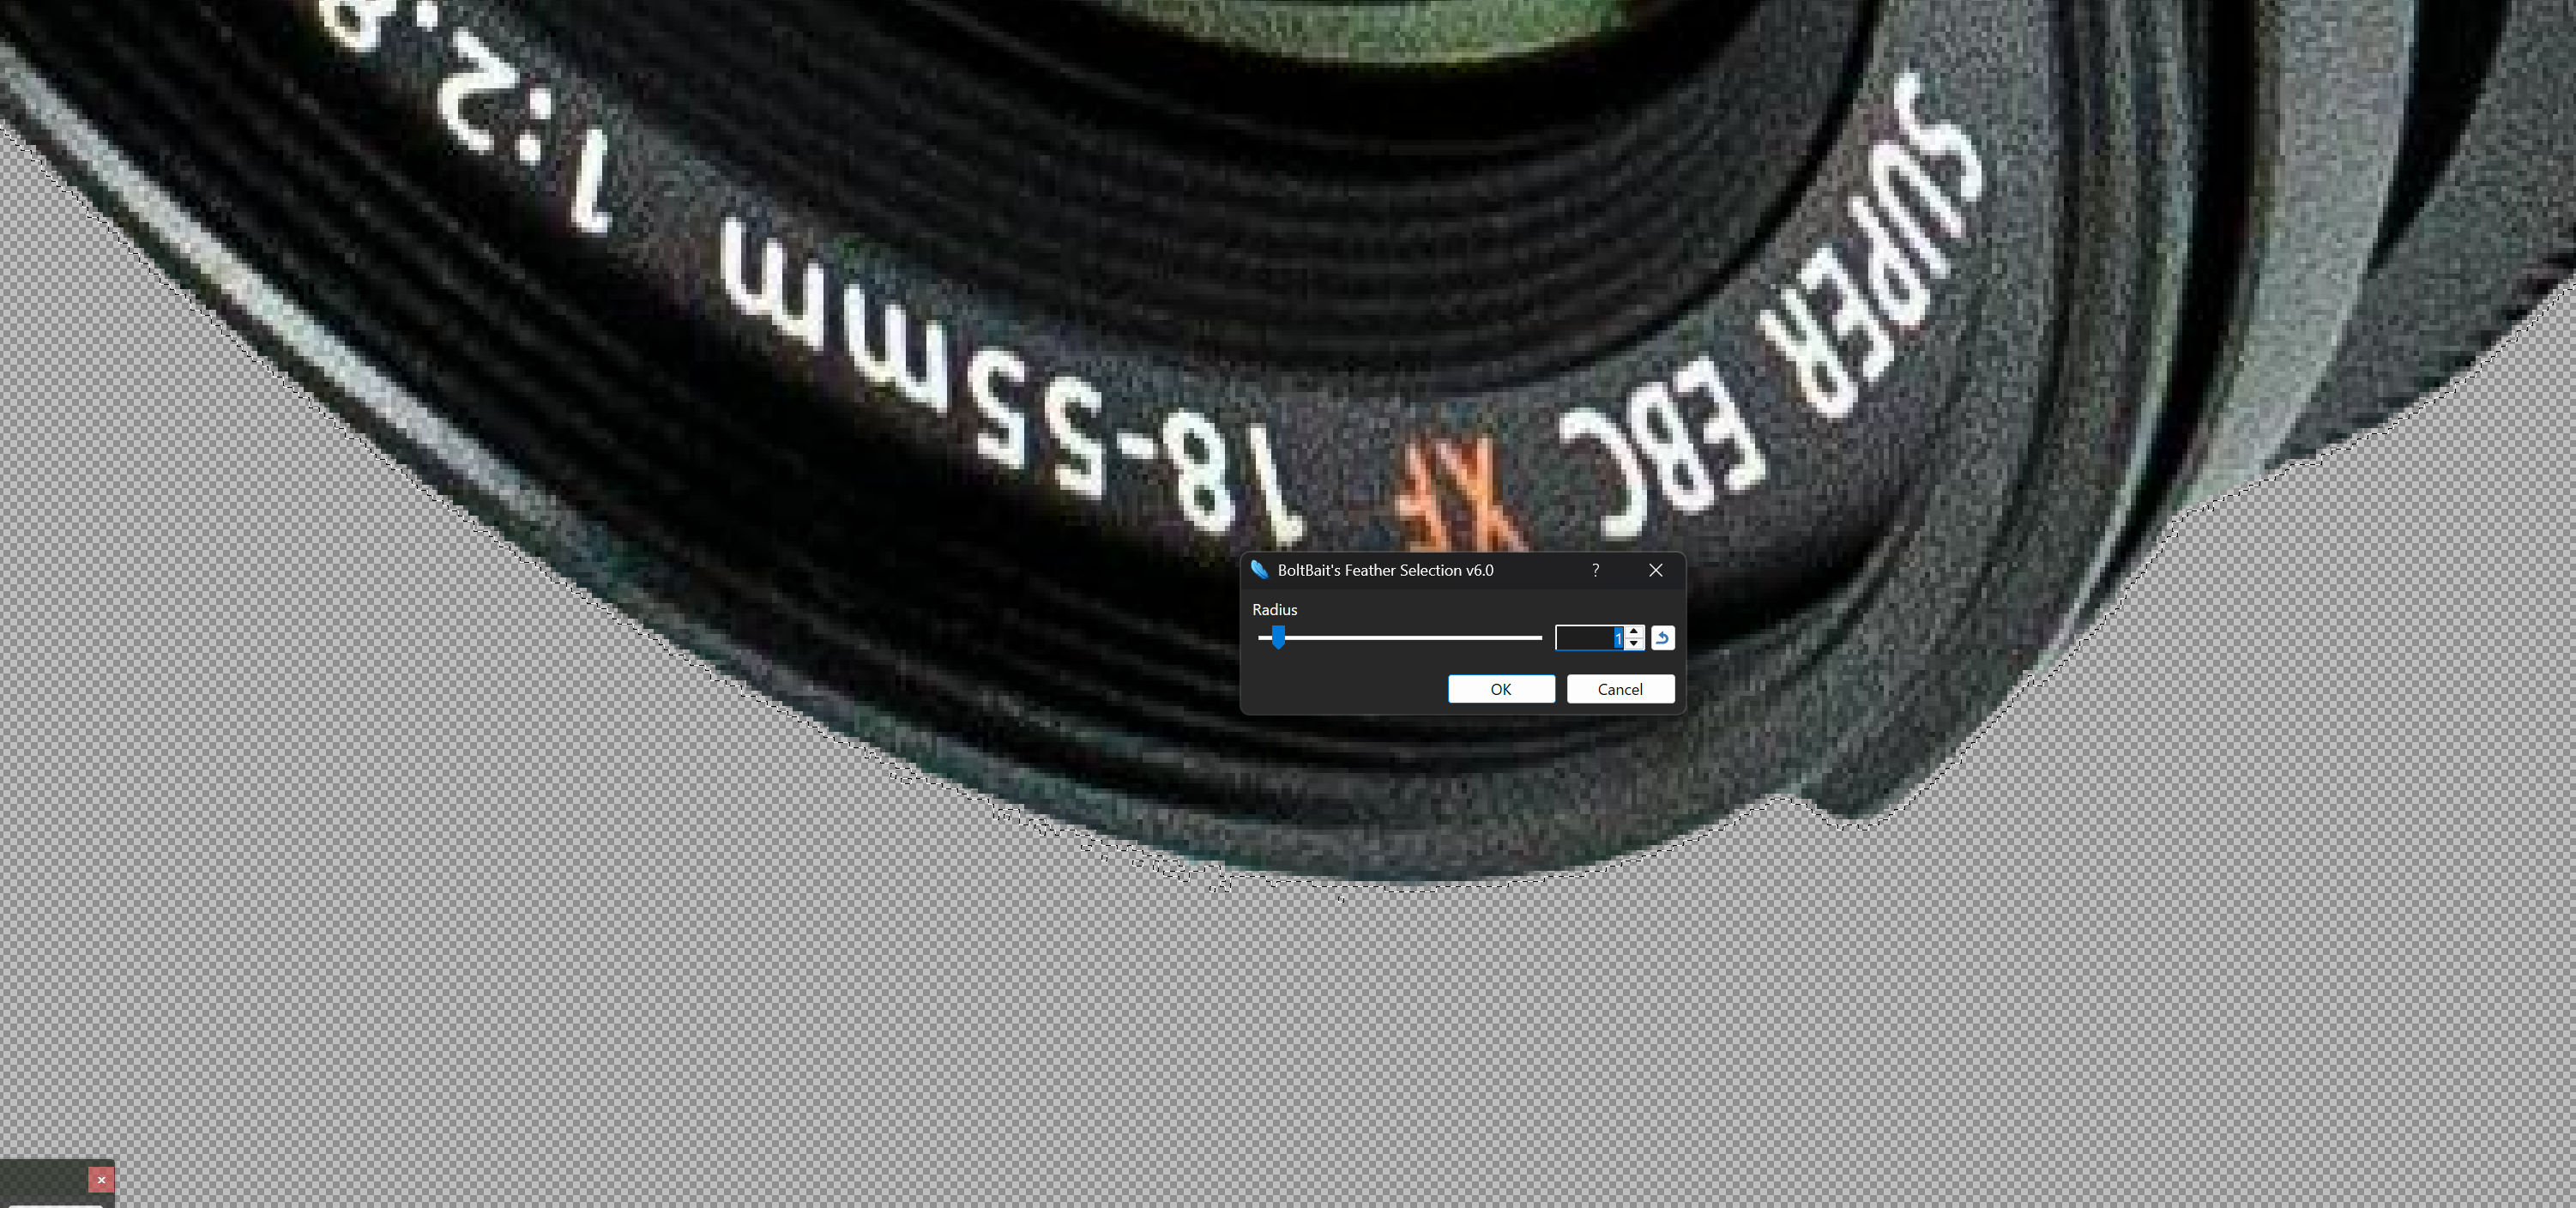 SUPER EBC XF 18-55mm 1:2.8
BoltBait's Feather Selection v6.0
?
Radius
1
OK
Cancel